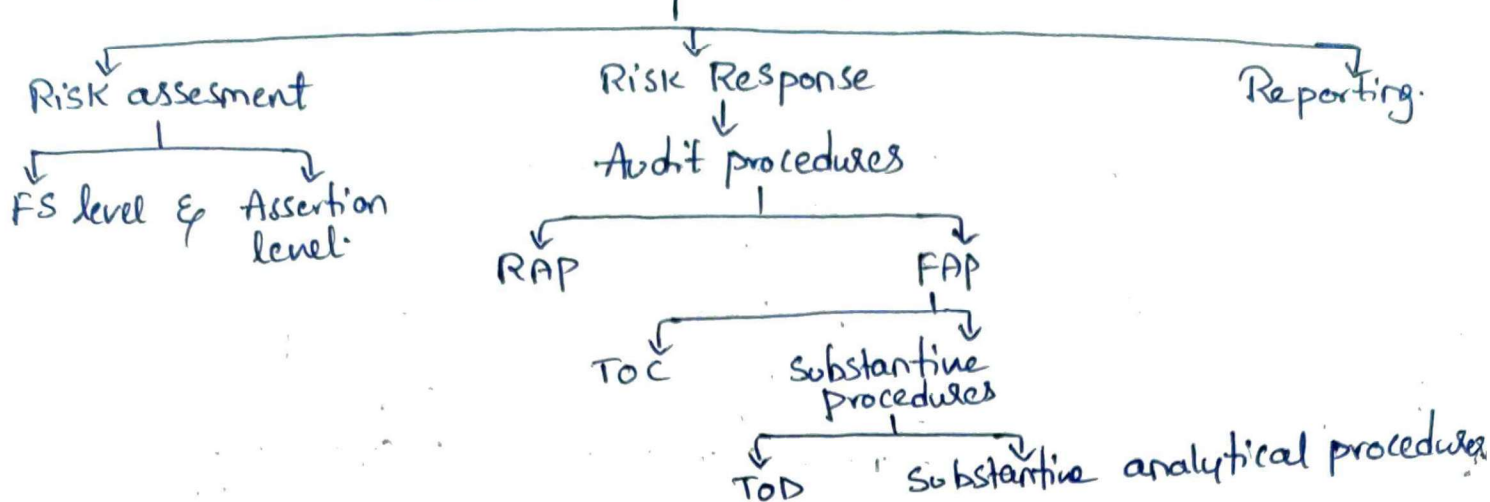 Risk assesment
Risk Response
Reporting.
Audit procedures
FS level & Assertion
level.
RAP
FAP
TOC
Substantive
procedures
TOD
Substantive analytical procedures